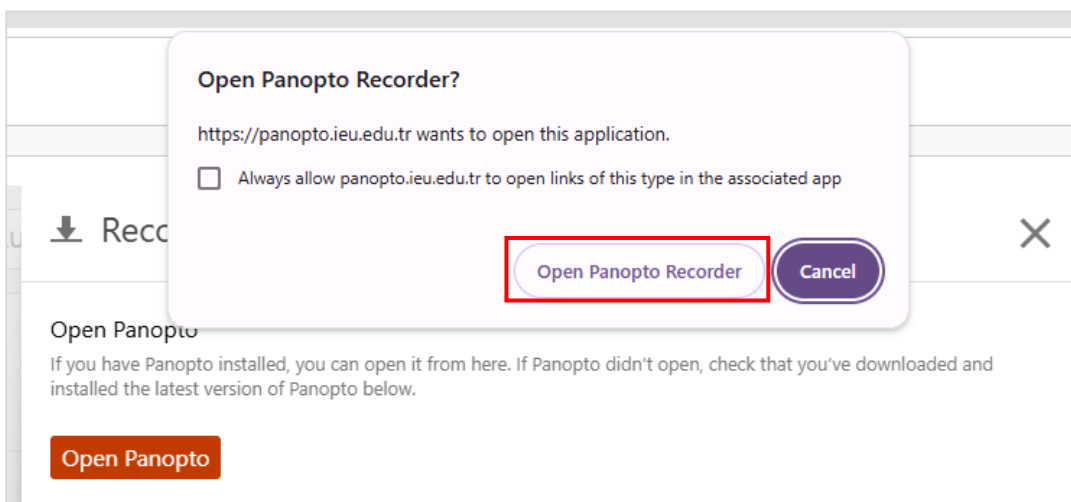 Open Panopto Recorder?
https://panopto.ieu.edu.tr wants to open this application.
Always allow panopto.ieu.edu.tr to open links of this type in the associated app
Open Panopto Recorder
Cancel
Open Panopto
If you have Panopto installed, you can open it from here. If Panopto didn't open, check that you've downloaded and
installed the latest version of Panopto below.
Open Panopto